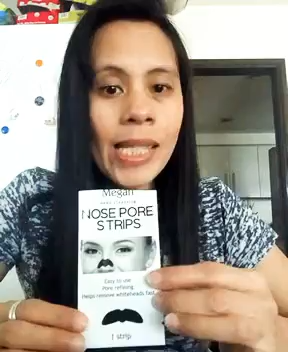 Megan
NOSE PORE
STRIPS
Easy to use
Pore refining
Helps remove whiteheads fast
1 strip